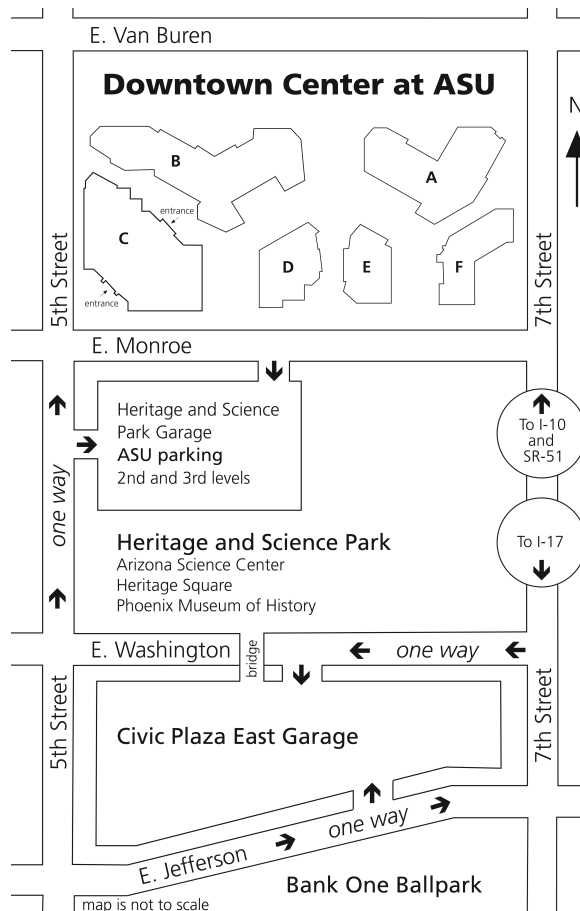 E. Van Buren
Downtown Center at ASU
N
B
A
entrance
C
D
E
F
entrance
5th Street
7th Street
E. Monroe
Heritage and Science
Park Garage
ASU parking
2nd and 3rd levels
To I-10
and
SR-51
one way
To I-17
Heritage and Science Park
Arizona Science Center
Heritage Square
Phoenix Museum of History
E. Washington
bridge
one way
5th Street
7th Street
Civic Plaza East Garage
one way
E. Jefferson
Bank One Ballpark
map is not to scale